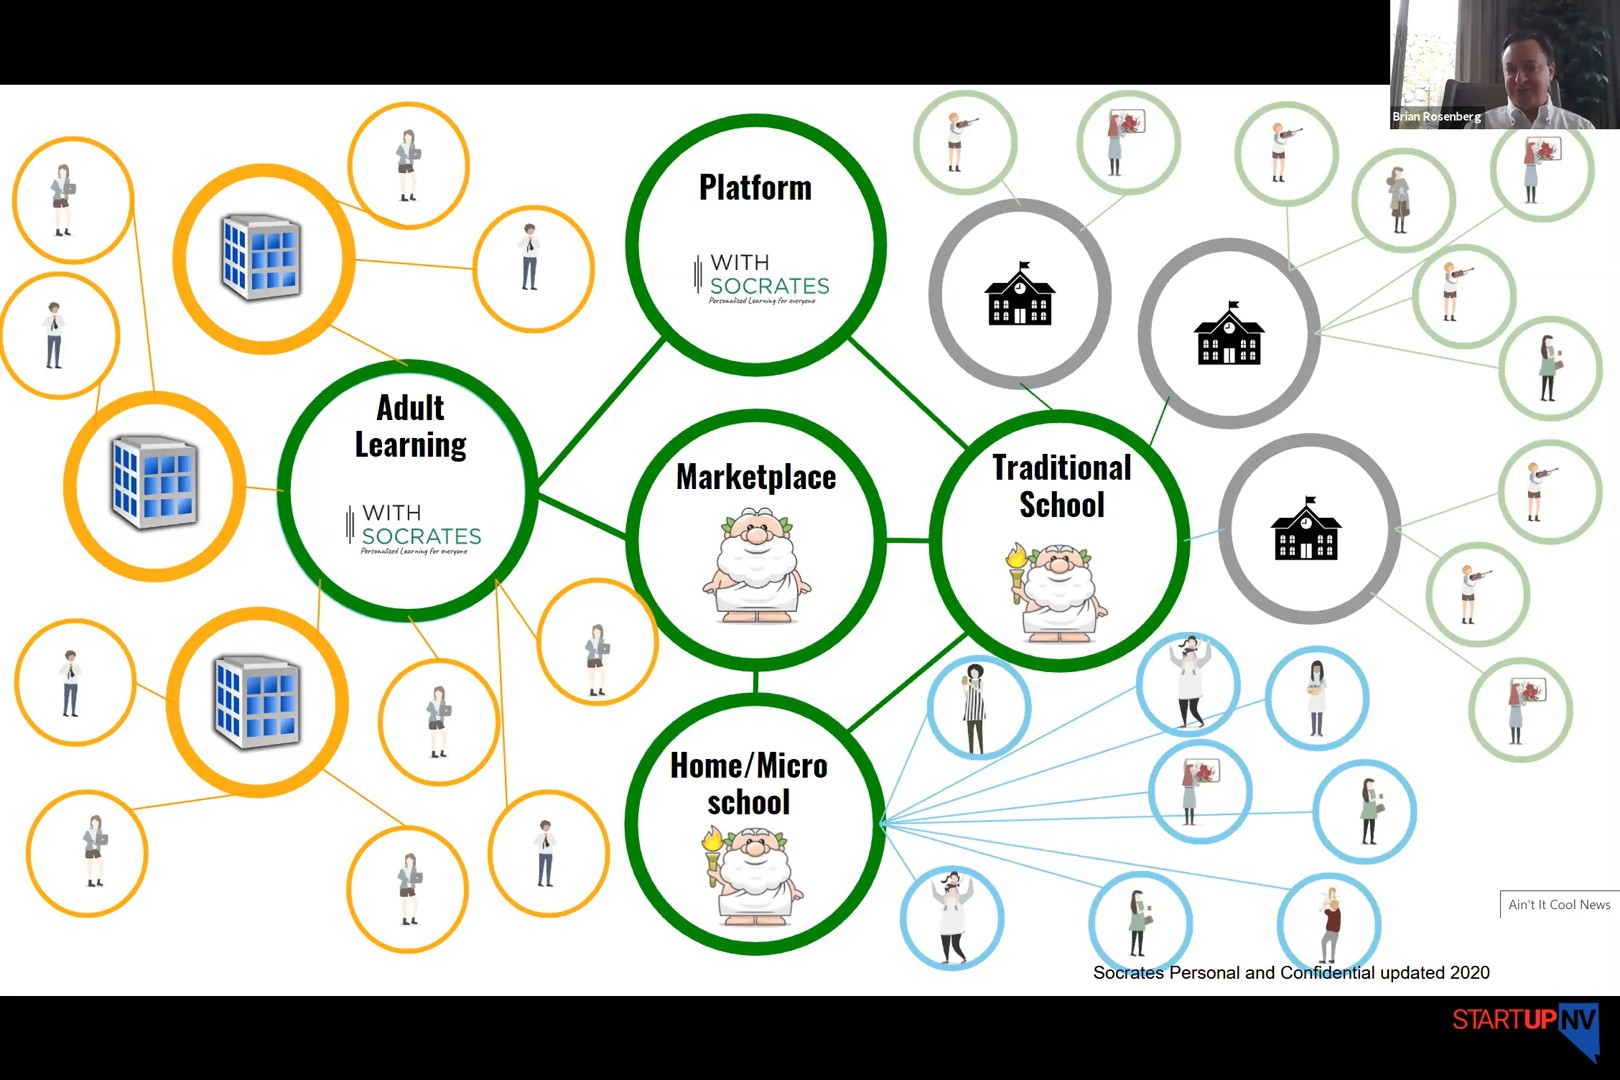 Brian Rosenberg
Platform
WITH
SOCRATES
Personalized Learning for everyone
Adult
Learning
WITH
SOCRATES
Personalized Learning for everyone
Marketplace
Traditional
School
Home/Micro
school
Ain't It Cool News
Socrates Personal and Confidential updated 2020
STARTUPNV